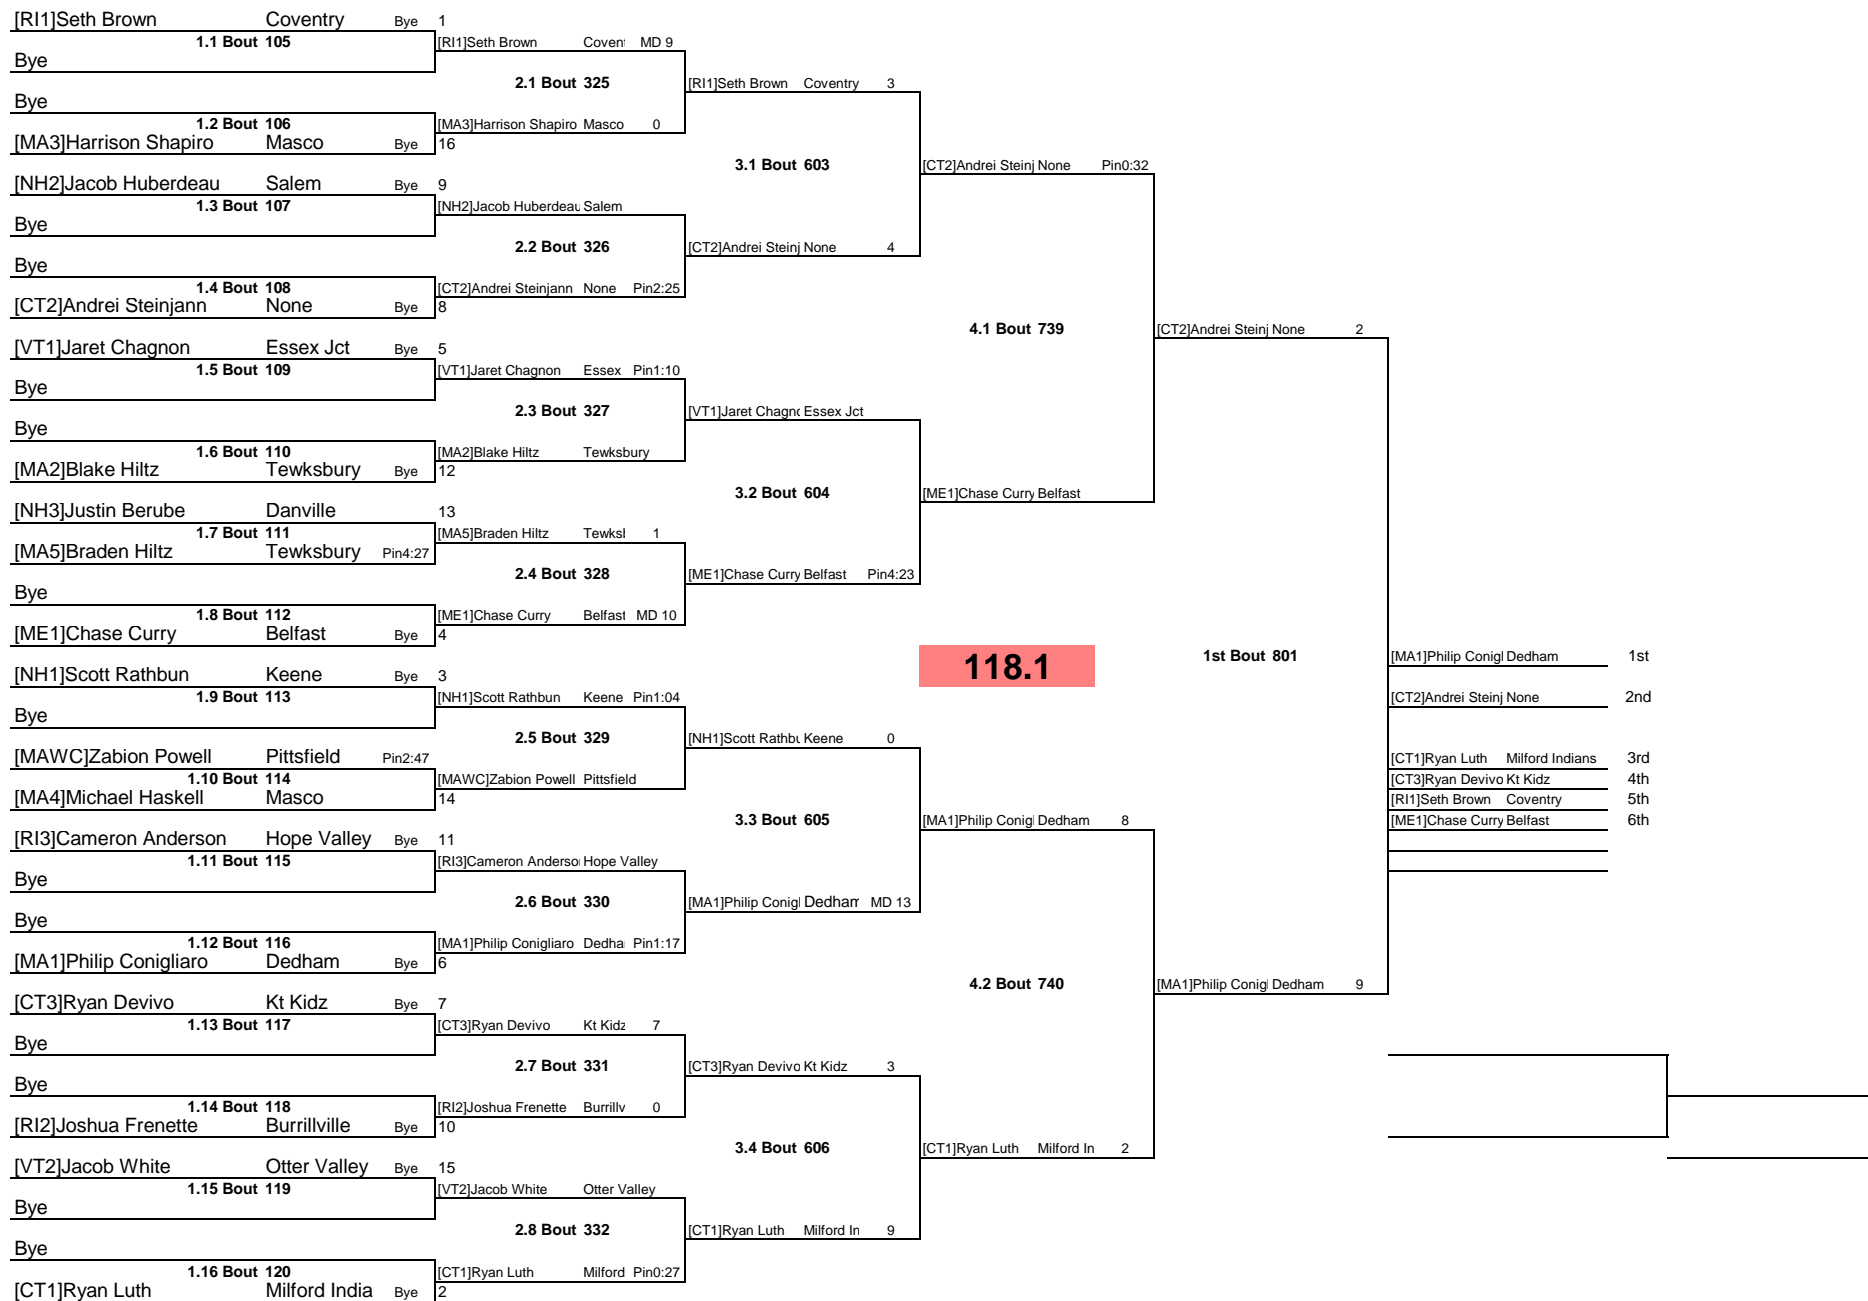 [RI1]Seth Brown Coventry Bye 1
1.1 Bout 105
Bye
Bye
1.2 Bout 106
[MA3]Harrison Shapiro Masco Bye 16
[NH2]Jacob Huberdeau Salem Bye 9
1.3 Bout 107
Bye
Bye
1.4 Bout 108
[CT2]Andrei Steinjann None Bye 8
[VT1]Jaret Chagnon Essex Jct Bye 5
1.5 Bout 109
Bye
Bye
1.6 Bout 110
[MA2]Blake Hiltz Tewksbury Bye 12
[NH3]Justin Berube Danville 13
1.7 Bout 111
[MA5]Braden Hiltz Tewksbury Pin4:27
Bye
1.8 Bout 112
[ME1]Chase Curry Belfast Bye 4
[NH1]Scott Rathbun Keene Bye 3
1.9 Bout 113
Bye
[MAWC]Zabion Powell Pittsfield Pin2:47
1.10 Bout 114
[MA4]Michael Haskell Masco 14
[RI3]Cameron Anderson Hope Valley Bye 11
1.11 Bout 115
Bye
Bye
1.12 Bout 116
[MA1]Philip Conigliaro Dedham Bye 6
[CT3]Ryan Devivo Kt Kidz Bye 7
1.13 Bout 117
Bye
Bye
1.14 Bout 118
[RI2]Joshua Frenette Burrillville Bye 10
[VT2]Jacob White Otter Valley Bye 15
1.15 Bout 119
Bye
Bye
1.16 Bout 120
[CT1]Ryan Luth Milford India Bye 2
[RI1]Seth Brown Covent MD 9
2.1 Bout 325
[MA3]Harrison Shapiro Masco 0
[NH2]Jacob Huberdeau Salem
2.2 Bout 326
[CT2]Andrei Steinjann None Pin2:25
[VT1]Jaret Chagnon Essex Pin1:10
2.3 Bout 327
[MA2]Blake Hiltz Tewksbury
[MA5]Braden Hiltz Tewksl 1
2.4 Bout 328
[ME1]Chase Curry Belfast MD 10
[NH1]Scott Rathbun Keene Pin1:04
2.5 Bout 329
[MAWC]Zabion Powell Pittsfield
[RI3]Cameron Anderso Hope Valley
2.6 Bout 330
[MA1]Philip Conigliaro Dedha Pin1:17
[CT3]Ryan Devivo Kt Kidz 7
2.7 Bout 331
[RI2]Joshua Frenette Burrillv 0
[VT2]Jacob White Otter Valley
2.8 Bout 332
[CT1]Ryan Luth Milford Pin0:27
[RI1]Seth Brown Coventry 3
3.1 Bout 603
[CT2]Andrei Steinj None 4
[VT1]Jaret Chagn Essex Jct
3.2 Bout 604
[ME1]Chase Curry Belfast Pin4:23
[NH1]Scott Rathbu Keene 0
3.3 Bout 605
[MA1]Philip Conigl Dedham MD 13
[CT3]Ryan Devivo Kt Kidz 3
3.4 Bout 606
[CT1]Ryan Luth Milford In 9
[CT2]Andrei Steinj None Pin0:32
4.1 Bout 739
[ME1]Chase Curry Belfast
118.1
[MA1]Philip Conigl Dedham 8
4.2 Bout 740
[CT1]Ryan Luth Milford In 2
[CT2]Andrei Steinj None 2
1st Bout 801
[MA1]Philip Conigl Dedham 9
[MA1]Philip Conigl Dedham 1st
[CT2]Andrei Steinj None 2nd
[CT1]Ryan Luth Milford Indians 3rd
[CT3]Ryan Devivo Kt Kidz 4th
[RI1]Seth Brown Coventry 5th
[ME1]Chase Curry Belfast 6th